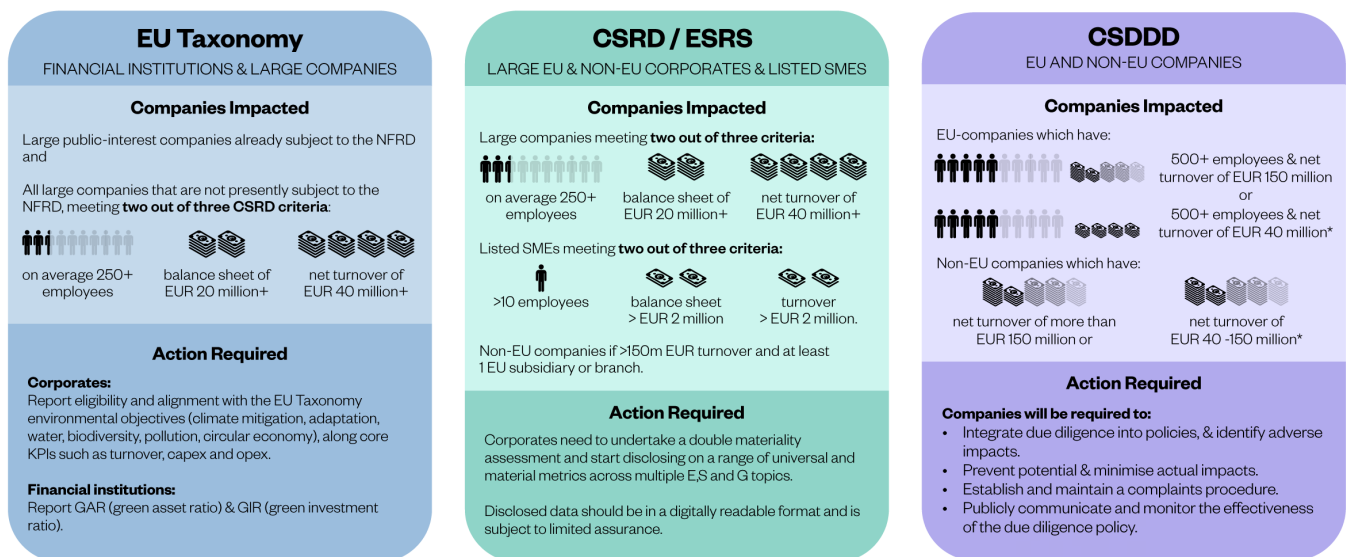 EU Taxonomy
FINANCIAL INSTITUTIONS & LARGE COMPANIES
Companies Impacted
Large public-interest companies already subject to the NFRD
and
All large companies that are not presently subject to the
NFRD, meeting two out of three CSRD criteria:
on average 250+
employees
balance sheet of
EUR 20 million+
net turnover of
EUR 40 million+
Action Required
Corporates:
Report eligibility and alignment with the EU Taxonomy
environmental objectives (climate mitigation, adaptation,
water, biodiversity, pollution, circular economy), along core
KPIs such as turnover, capex and opex.
Financial institutions:
Report GAR (green asset ratio) & GIR (green investment
ratio).
CSRD / ESRS
LARGE EU & NON-EU CORPORATES & LISTED SMES
Companies Impacted
Large companies meeting two out of three criteria:
on average 250+
employees
balance sheet of
EUR 20 million+
net turnover of
EUR 40 million+
Listed SMEs meeting two out of three criteria:
>10 employees
balance sheet
> EUR 2 million
turnover
> EUR 2 million.
Non-EU companies if >150m EUR turnover and at least
1 EU subsidiary or branch.
Action Required
Corporates need to undertake a double materiality
assessment and start disclosing on a range of universal and
material metrics across multiple E,S and G topics.
Disclosed data should be in a digitally readable format and is
subject to limited assurance.
CSDDD
EU AND NON-EU COMPANIES
Companies Impacted
EU-companies which have:
500+ employees & net
turnover of EUR 150 million
or
500+ employees & net
turnover of EUR 40 million*
Non-EU companies which have:
net turnover of more than
EUR 150 million or
net turnover of
EUR 40 -150 million*
Action Required
Companies will be required to:
• Integrate due diligence into policies, & identify adverse
impacts.
• Prevent potential & minimise actual impacts.
• Establish and maintain a complaints procedure.
• Publicly communicate and monitor the effectiveness
of the due diligence policy.